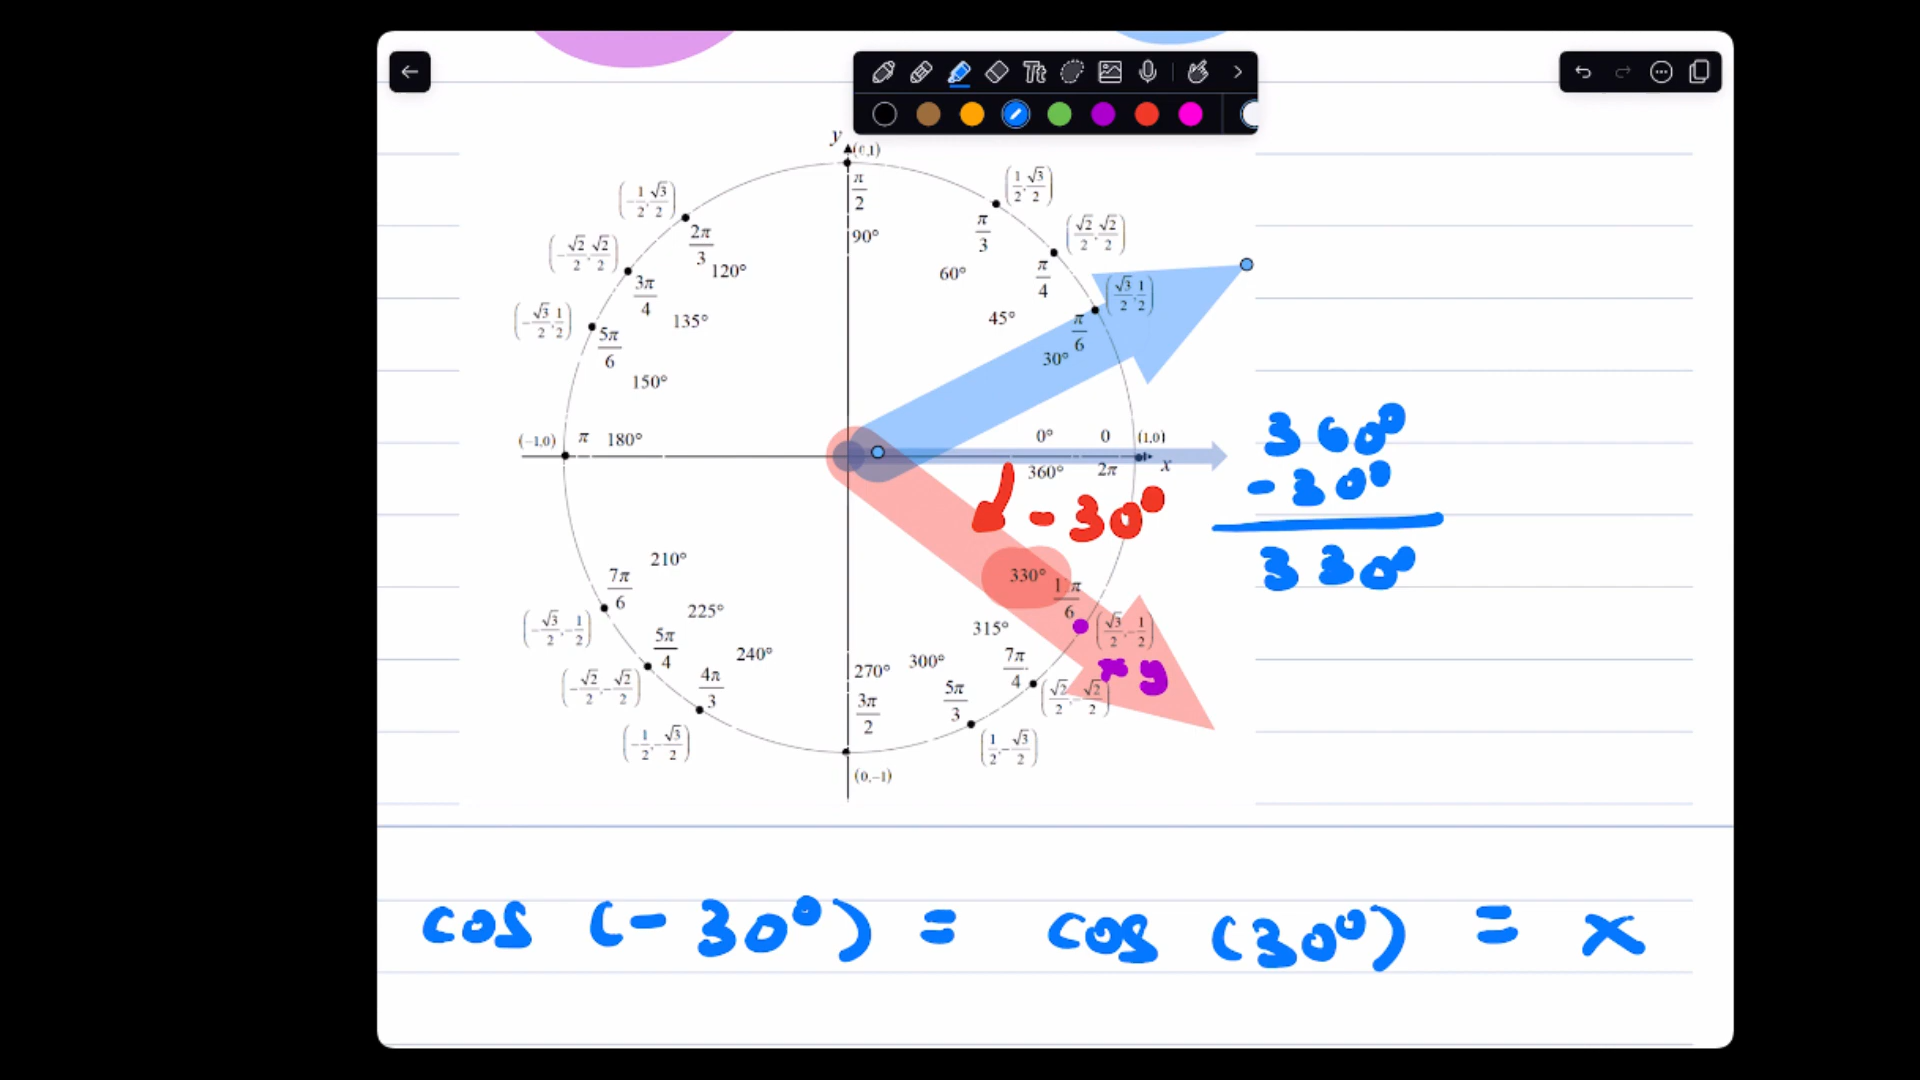 Tt
y
(0,1)
π/2
90°
(1/2, √3/2)
π/3
60°
(√2/2, √2/2)
π/4
45°
(√3/2, 1/2)
π/6
30°
(-1/2, √3/2)
2π/3
120°
(-√2/2, √2/2)
3π/4
135°
(-√3/2, 1/2)
5π/6
150°
(-1,0) π 180°
0° 0 (1,0)
360° 2π x
360°
-30°
330°
-30°
330°
1π/6
(√3/2, -1/2)
x y
210°
7π/6
(-√3/2, -1/2)
225°
5π/4
(-√2/2, -√2/2)
240°
4π/3
(-1/2, -√3/2)
270°
3π/2
(0,-1)
300°
5π/3
(1/2, -√3/2)
315°
7π/4
(√2/2, -√2/2)
cos (-30°) = cos (30°) = x